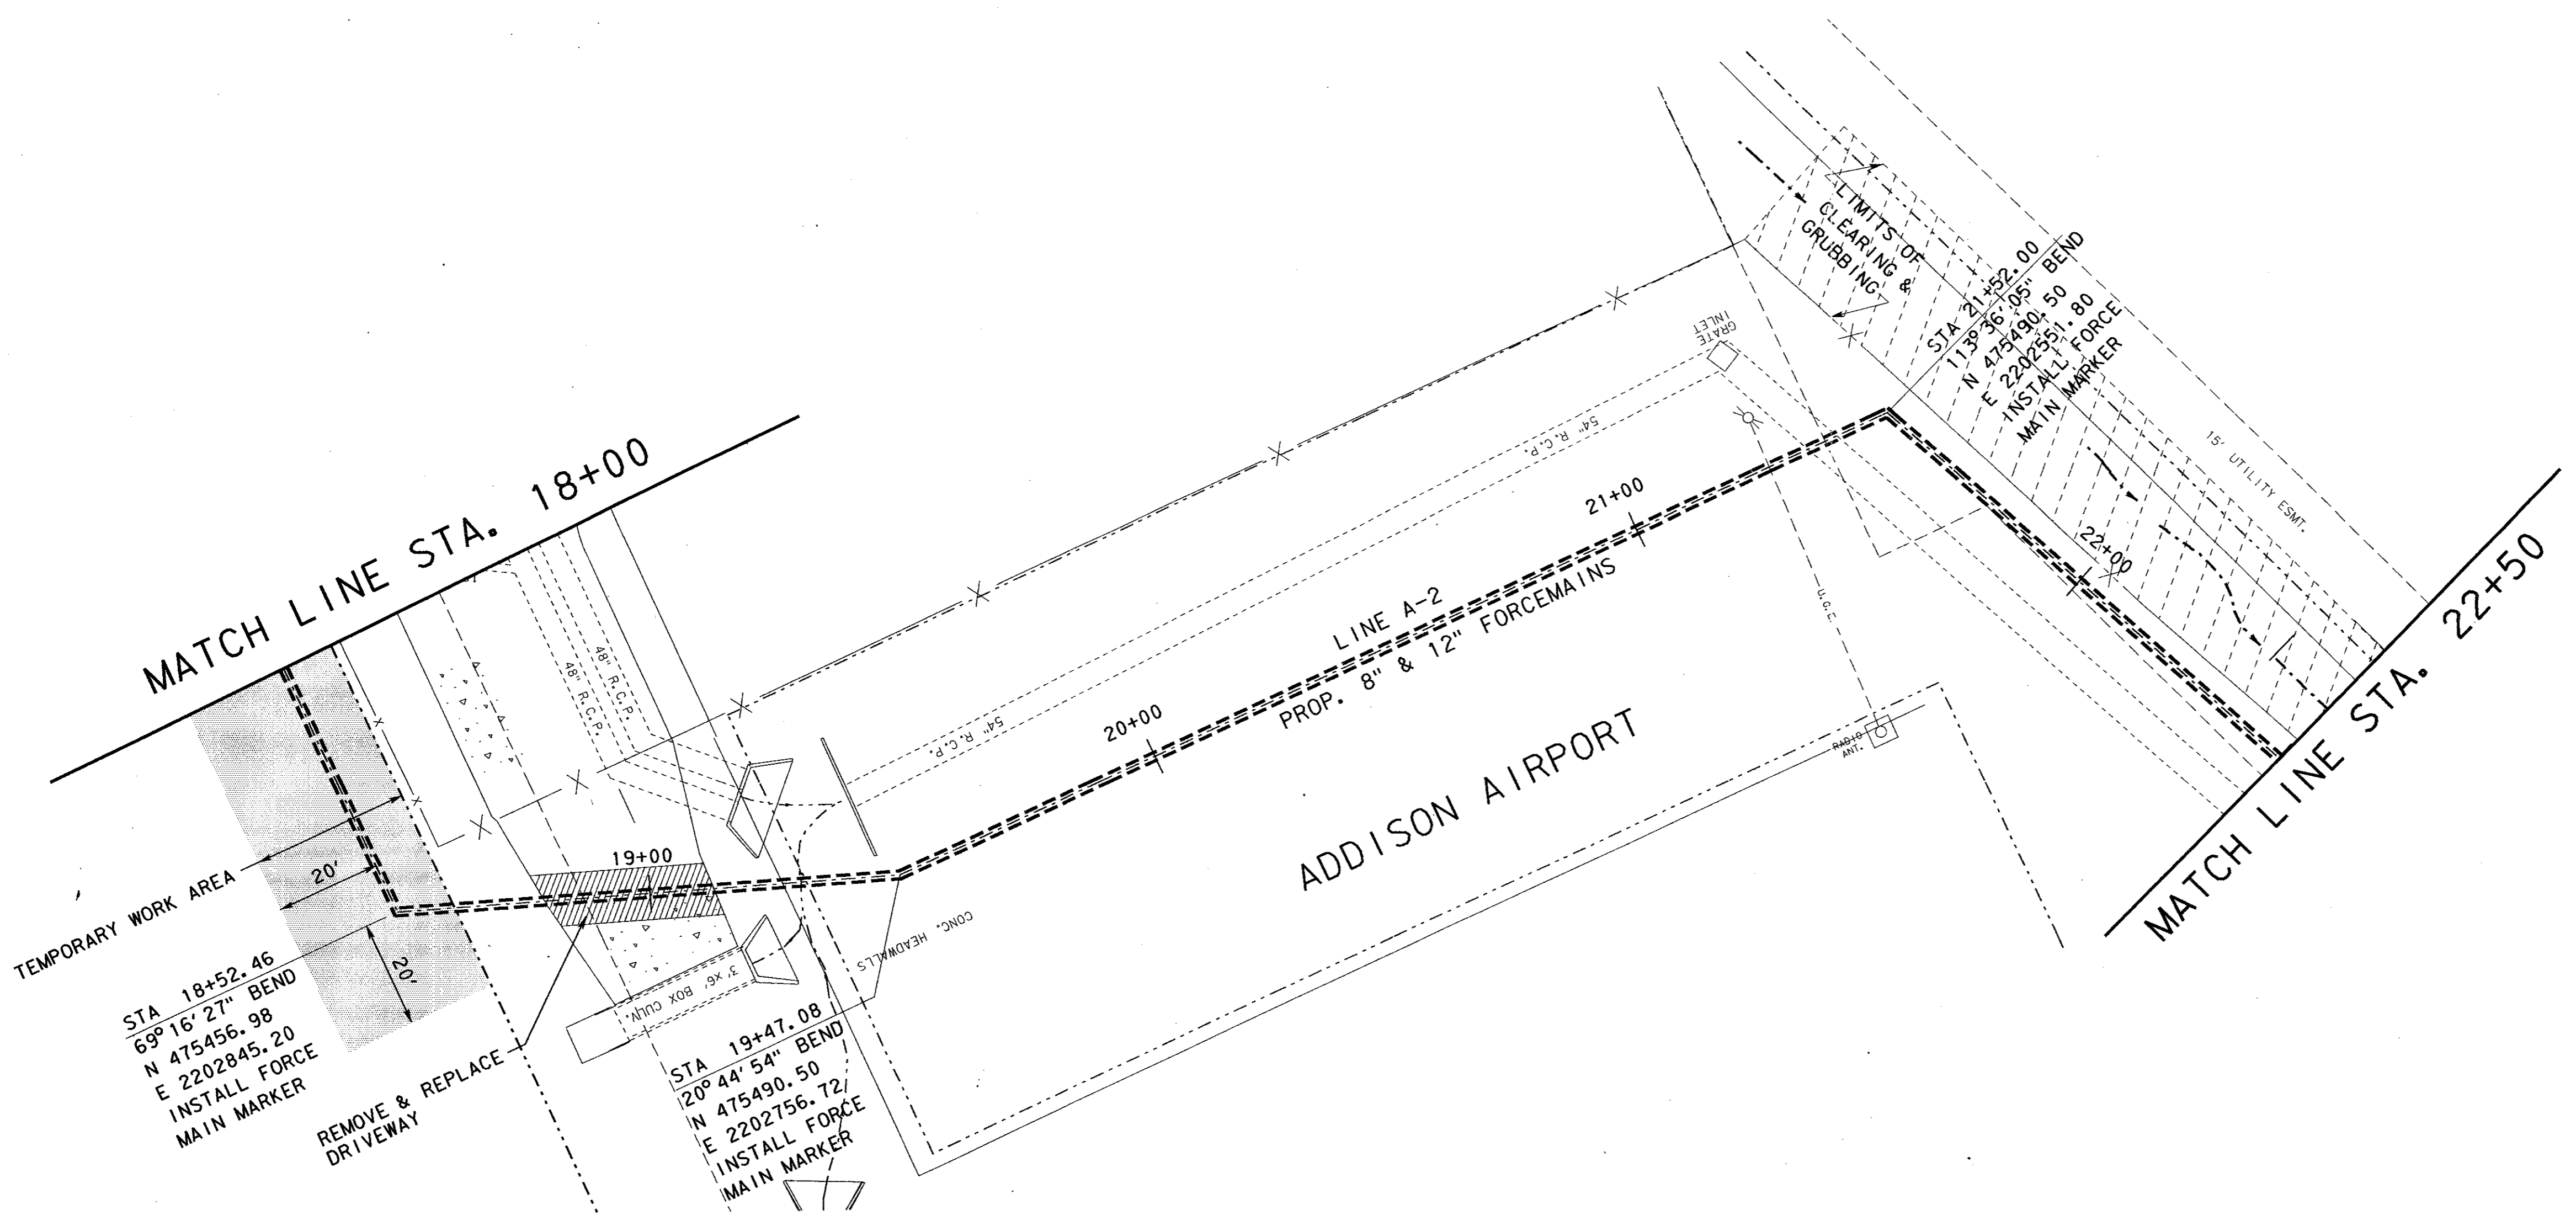 MATCH LINE STA. 18+00
TEMPORARY WORK AREA
20'
20'
STA 18+52.46
69°16'27" BEND
N 475456.98
E 2202845.20
INSTALL FORCE
MAIN MARKER
REMOVE & REPLACE
DRIVEWAY
48" R.C.P.
48" R.C.P.
19+00
3'x6' BOX CULV.
CONC. HEADWALLS
STA 19+47.08
20°44'54" BEND
N 475490.50
E 2202756.72
INSTALL FORCE
MAIN MARKER
54" R.C.P.
20+00
LINE A-2
PROP. 8" & 12" FORCEMAINS
ADDISON AIRPORT
21+00
54" R.C.P.
GRATE
INLET
U.G.E.
RADIO
ANT.
LIMITS OF
CLEARING &
GRUBBING
STA 21+52.00
113°36'05" BEND
N 475490.50
E 2202551.80
INSTALL FORCE
MAIN MARKER
22+00
15' UTILITY ESMT.
MATCH LINE STA. 22+50